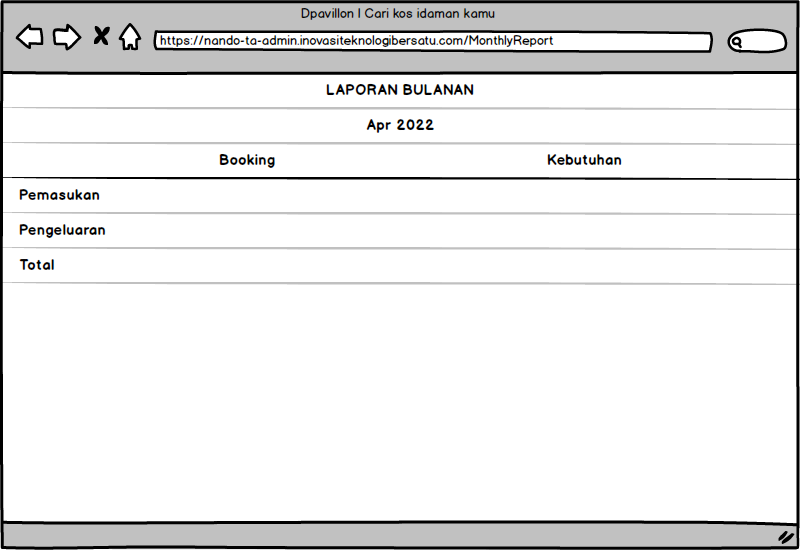 Dpavillon | Cari kos idaman kamu
https://nando-ta-admin.inovasiteknologibersatu.com/MonthlyReport
LAPORAN BULANAN
Apr 2022
Booking Kebutuhan
Pemasukan
Pengeluaran
Total